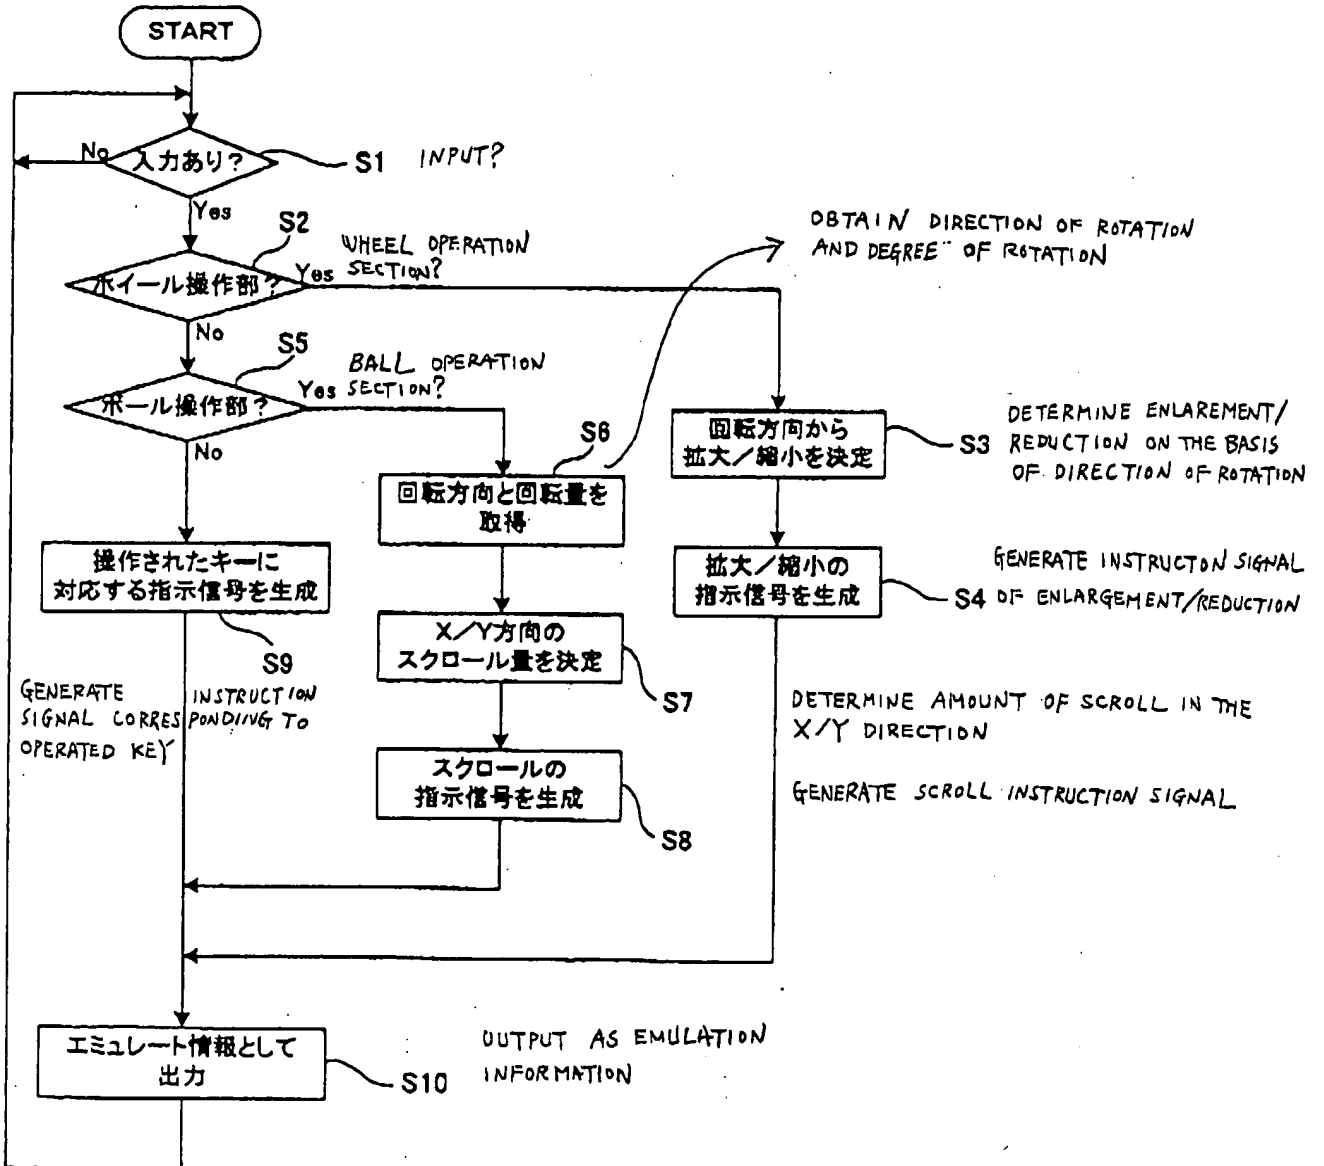 START
No
入力あり?
S1
INPUT?
Yes
S2
WHEEL OPERATION
SECTION?
OBTAIN DIRECTION OF ROTATION
AND DEGREE OF ROTATION
ホイール操作部?
Yes
No
S5
BALL OPERATION
SECTION?
ボール操作部?
Yes
No
S6
回転方向と回転量を
取得
回転方向から
拡大/縮小を決定
S3
DETERMINE ENLAREMENT/
REDUCTION ON THE BASIS
OF DIRECTION OF ROTATION
操作されたキーに
対応する指示信号を生成
S9
GENERATE INSTRUCTION
SIGNAL CORRESPONDING TO
OPERATED KEY
拡大/縮小の
指示信号を生成
S4
GENERATE INSTRUCTON SIGNAL
OF ENLARGEMENT/REDUCTION
X/Y方向の
スクロール量を決定
S7
DETERMINE AMOUNT OF SCROLL IN THE
X/Y DIRECTION
スクロールの
指示信号を生成
S8
GENERATE SCROLL INSTRUCTION SIGNAL
エミュレート情報として
出力
S10
OUTPUT AS EMULATION
INFORMATION